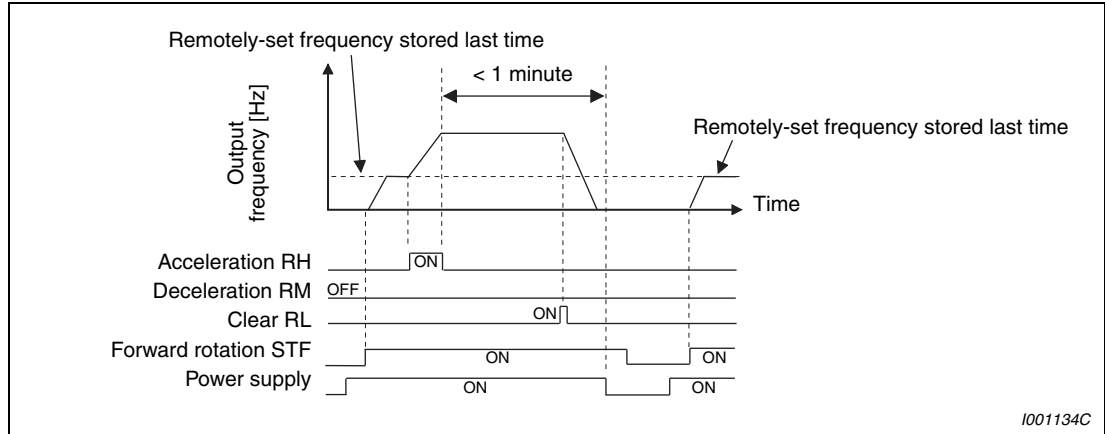 Remotely-set frequency stored last time
< 1 minute
Remotely-set frequency stored last time
Output
frequency [Hz]
Time
Acceleration RH
ON
Deceleration RM
OFF
Clear RL
ON
Forward rotation STF
ON
ON
Power supply
ON
ON
I001134C